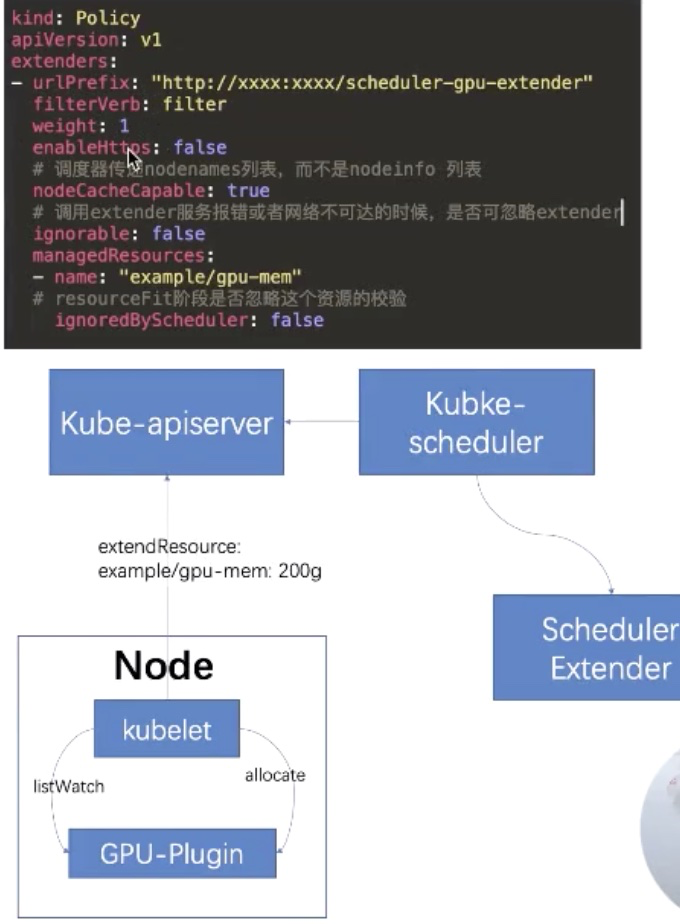 kind: Policy
apiVersion: v1
extenders:
- urlPrefix: "http://xxxx:xxxx/scheduler-gpu-extender"
filterVerb: filter
weight: 1
enableHttps: false
# 调度器传递nodenames列表，而不是nodeinfo 列表
nodeCacheCapable: true
# 调用extender服务报错或者网络不可达的时候，是否可忽略extender
ignorable: false
managedResources:
- name: "example/gpu-mem"
# resourceFit阶段是否忽略这个资源的校验
ignoredByScheduler: false
Kube-apiserver
Kubke-
scheduler
extendResource:
example/gpu-mem: 200g
Scheduler
Extender
Node
kubelet
listWatch
allocate
GPU-Plugin